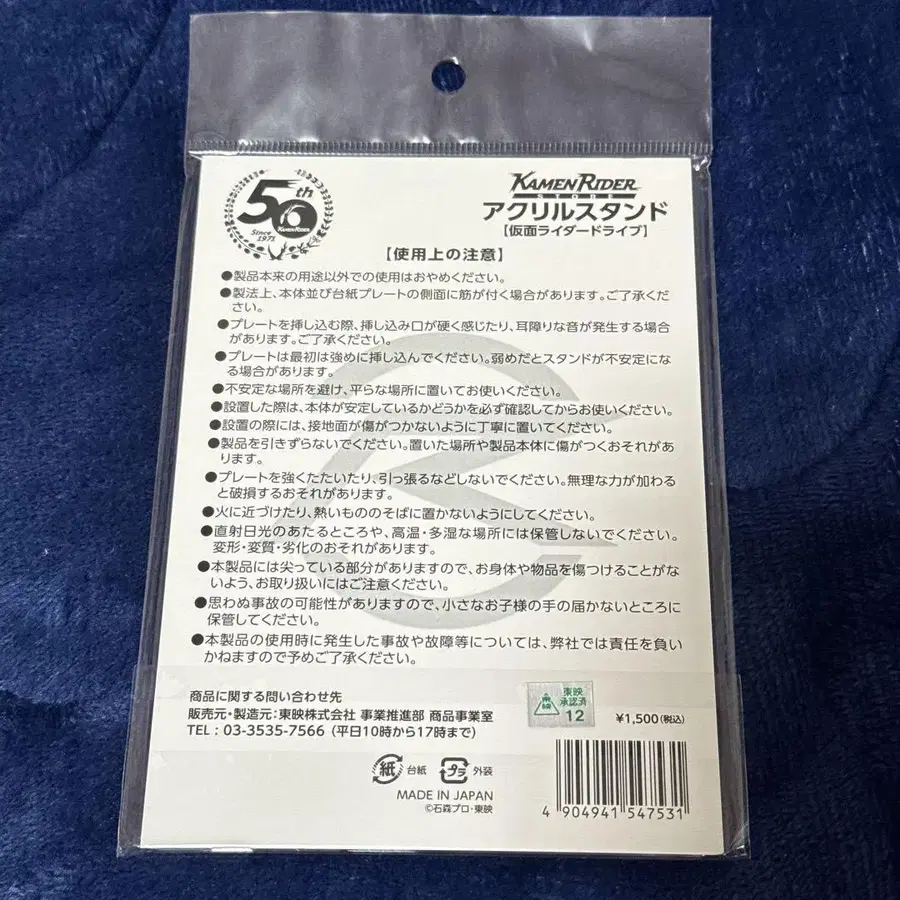 50th
Since 1971
KAMEN RIDER
KAMEN RIDER
STORE
アクリルスタンド
【仮面ライダードライブ】
【使用上の注意】
●製品本来の用途以外での使用はおやめください。
●製法上、本体並び台紙プレートの側面に筋が付く場合があります。ご了承くださ
い。
●プレートを挿し込む際、挿し込み口が硬く感じたり、耳障りな音が発生する場合
があります。ご了承ください。
●プレートは最初は強めに挿し込んでください。弱めだとスタンドが不安定にな
る場合があります。
●不安定な場所を避け、平らな場所に置いてお使いください。
●設置した際は、本体が安定しているかどうかを必ず確認してからお使いください。
●設置の際には、接地面が傷がつかないように丁寧に置いてください。
●製品を引きずらないでください。置いた場所や製品本体に傷がつくおそれがあ
ります。
●プレートを強くたたいたり、引っ張るなどしないでください。無理な力が加わる
と破損するおそれがあります。
●火に近づけたり、熱いもののそばに置かないようにしてください。
●直射日光のあたるところや、高温・多湿な場所には保管しないでください。
変形・変質・劣化のおそれがあります。
●本製品には尖っている部分がありますので、お身体や物品を傷つけることがな
いよう、お取り扱いにはご注意ください。
●思わぬ事故の可能性がありますので、小さなお子様の手の届かないところに
保管してください。
●本製品の使用時に発生した事故や故障等については、弊社では責任を負い
かねますので予めご了承ください。
商品に関する問い合わせ先
販売元・製造元:東映株式会社 事業推進部 商品事業室
TEL : 03-3535-7566 (平日10時から17時まで)
東映
承認済
12
¥1,500(税込)
紙 台紙 プラ 外装
MADE IN JAPAN
©石森プロ・東映
4 904941 547531